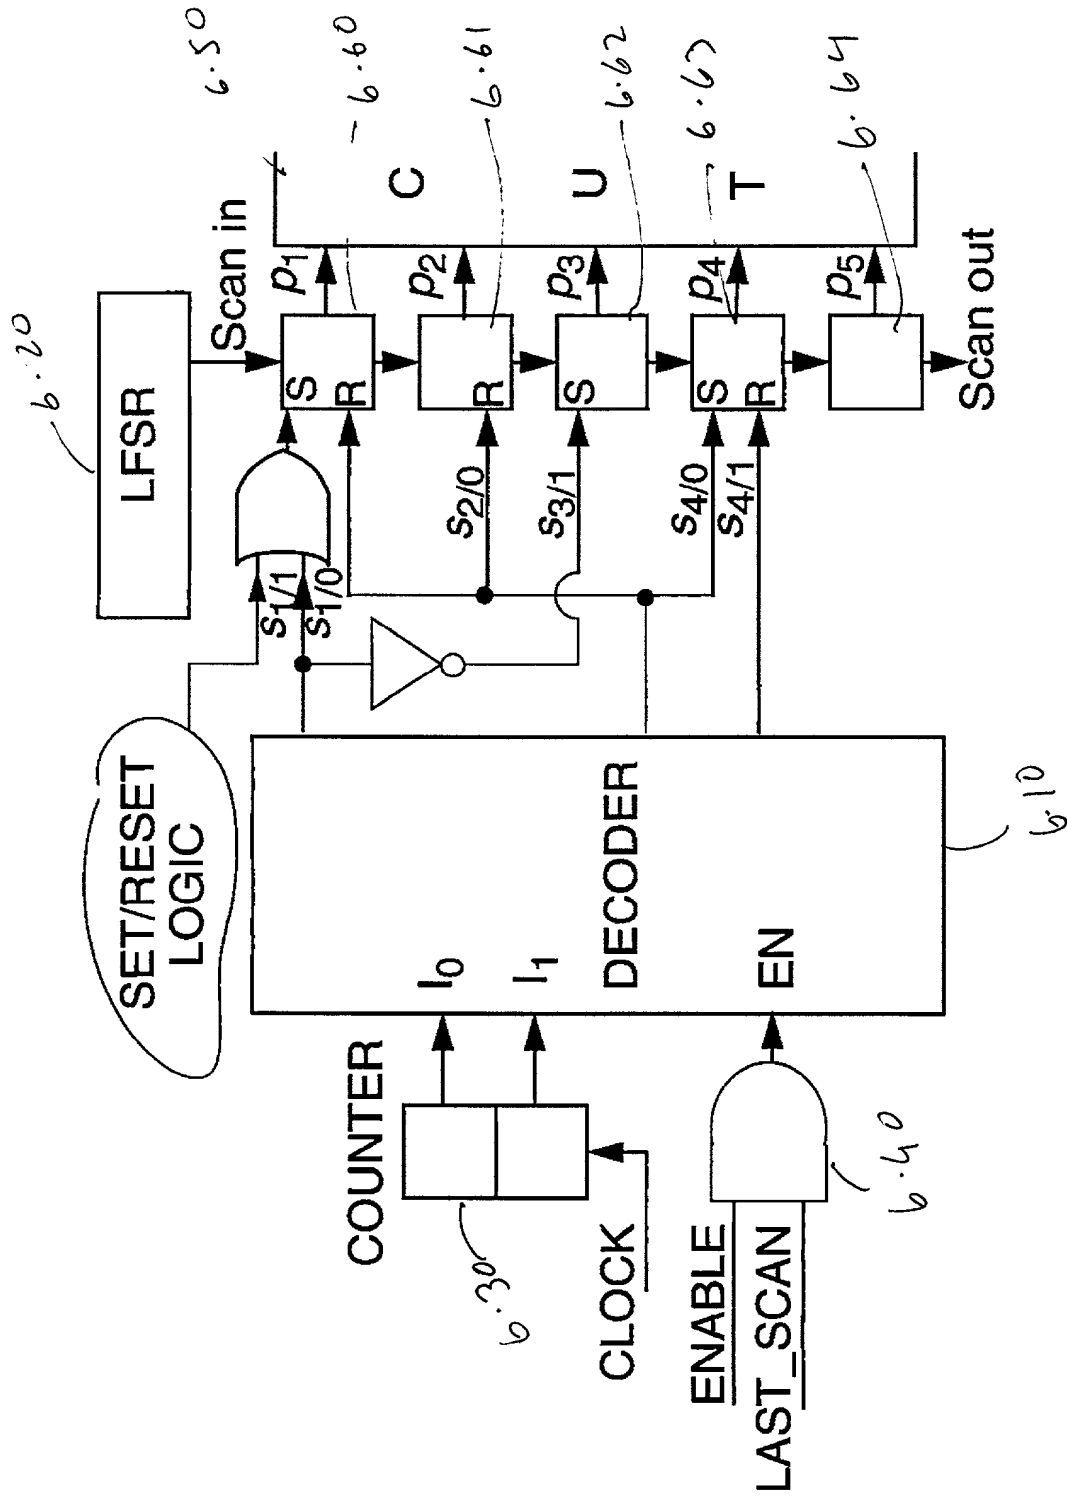 6.20
LFSR
Scan in
6.50
SET/RESET
LOGIC
s1/1
s1/0
S
R
p1
6.60
C
COUNTER
I0
I1
6.30
CLOCK
s2/0
R
p2
6.61
DECODER
s3/1
S
p3
U
6.62
ENABLE
LAST_SCAN
6.40
EN
s4/0
s4/1
S
R
p4
T
6.63
p5
6.64
Scan out
6.10